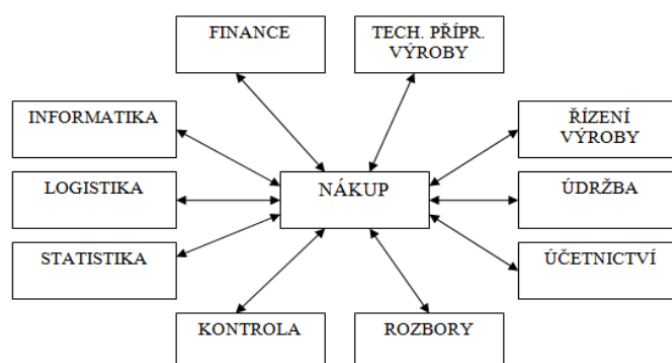 FINANCE
TECH. PŘÍPR.
VÝROBY
INFORMATIKA
ŘÍZENÍ
VÝROBY
NÁKUP
LOGISTIKA
ÚDRŽBA
STATISTIKA
ÚČETNICTVÍ
KONTROLA
ROZBORY